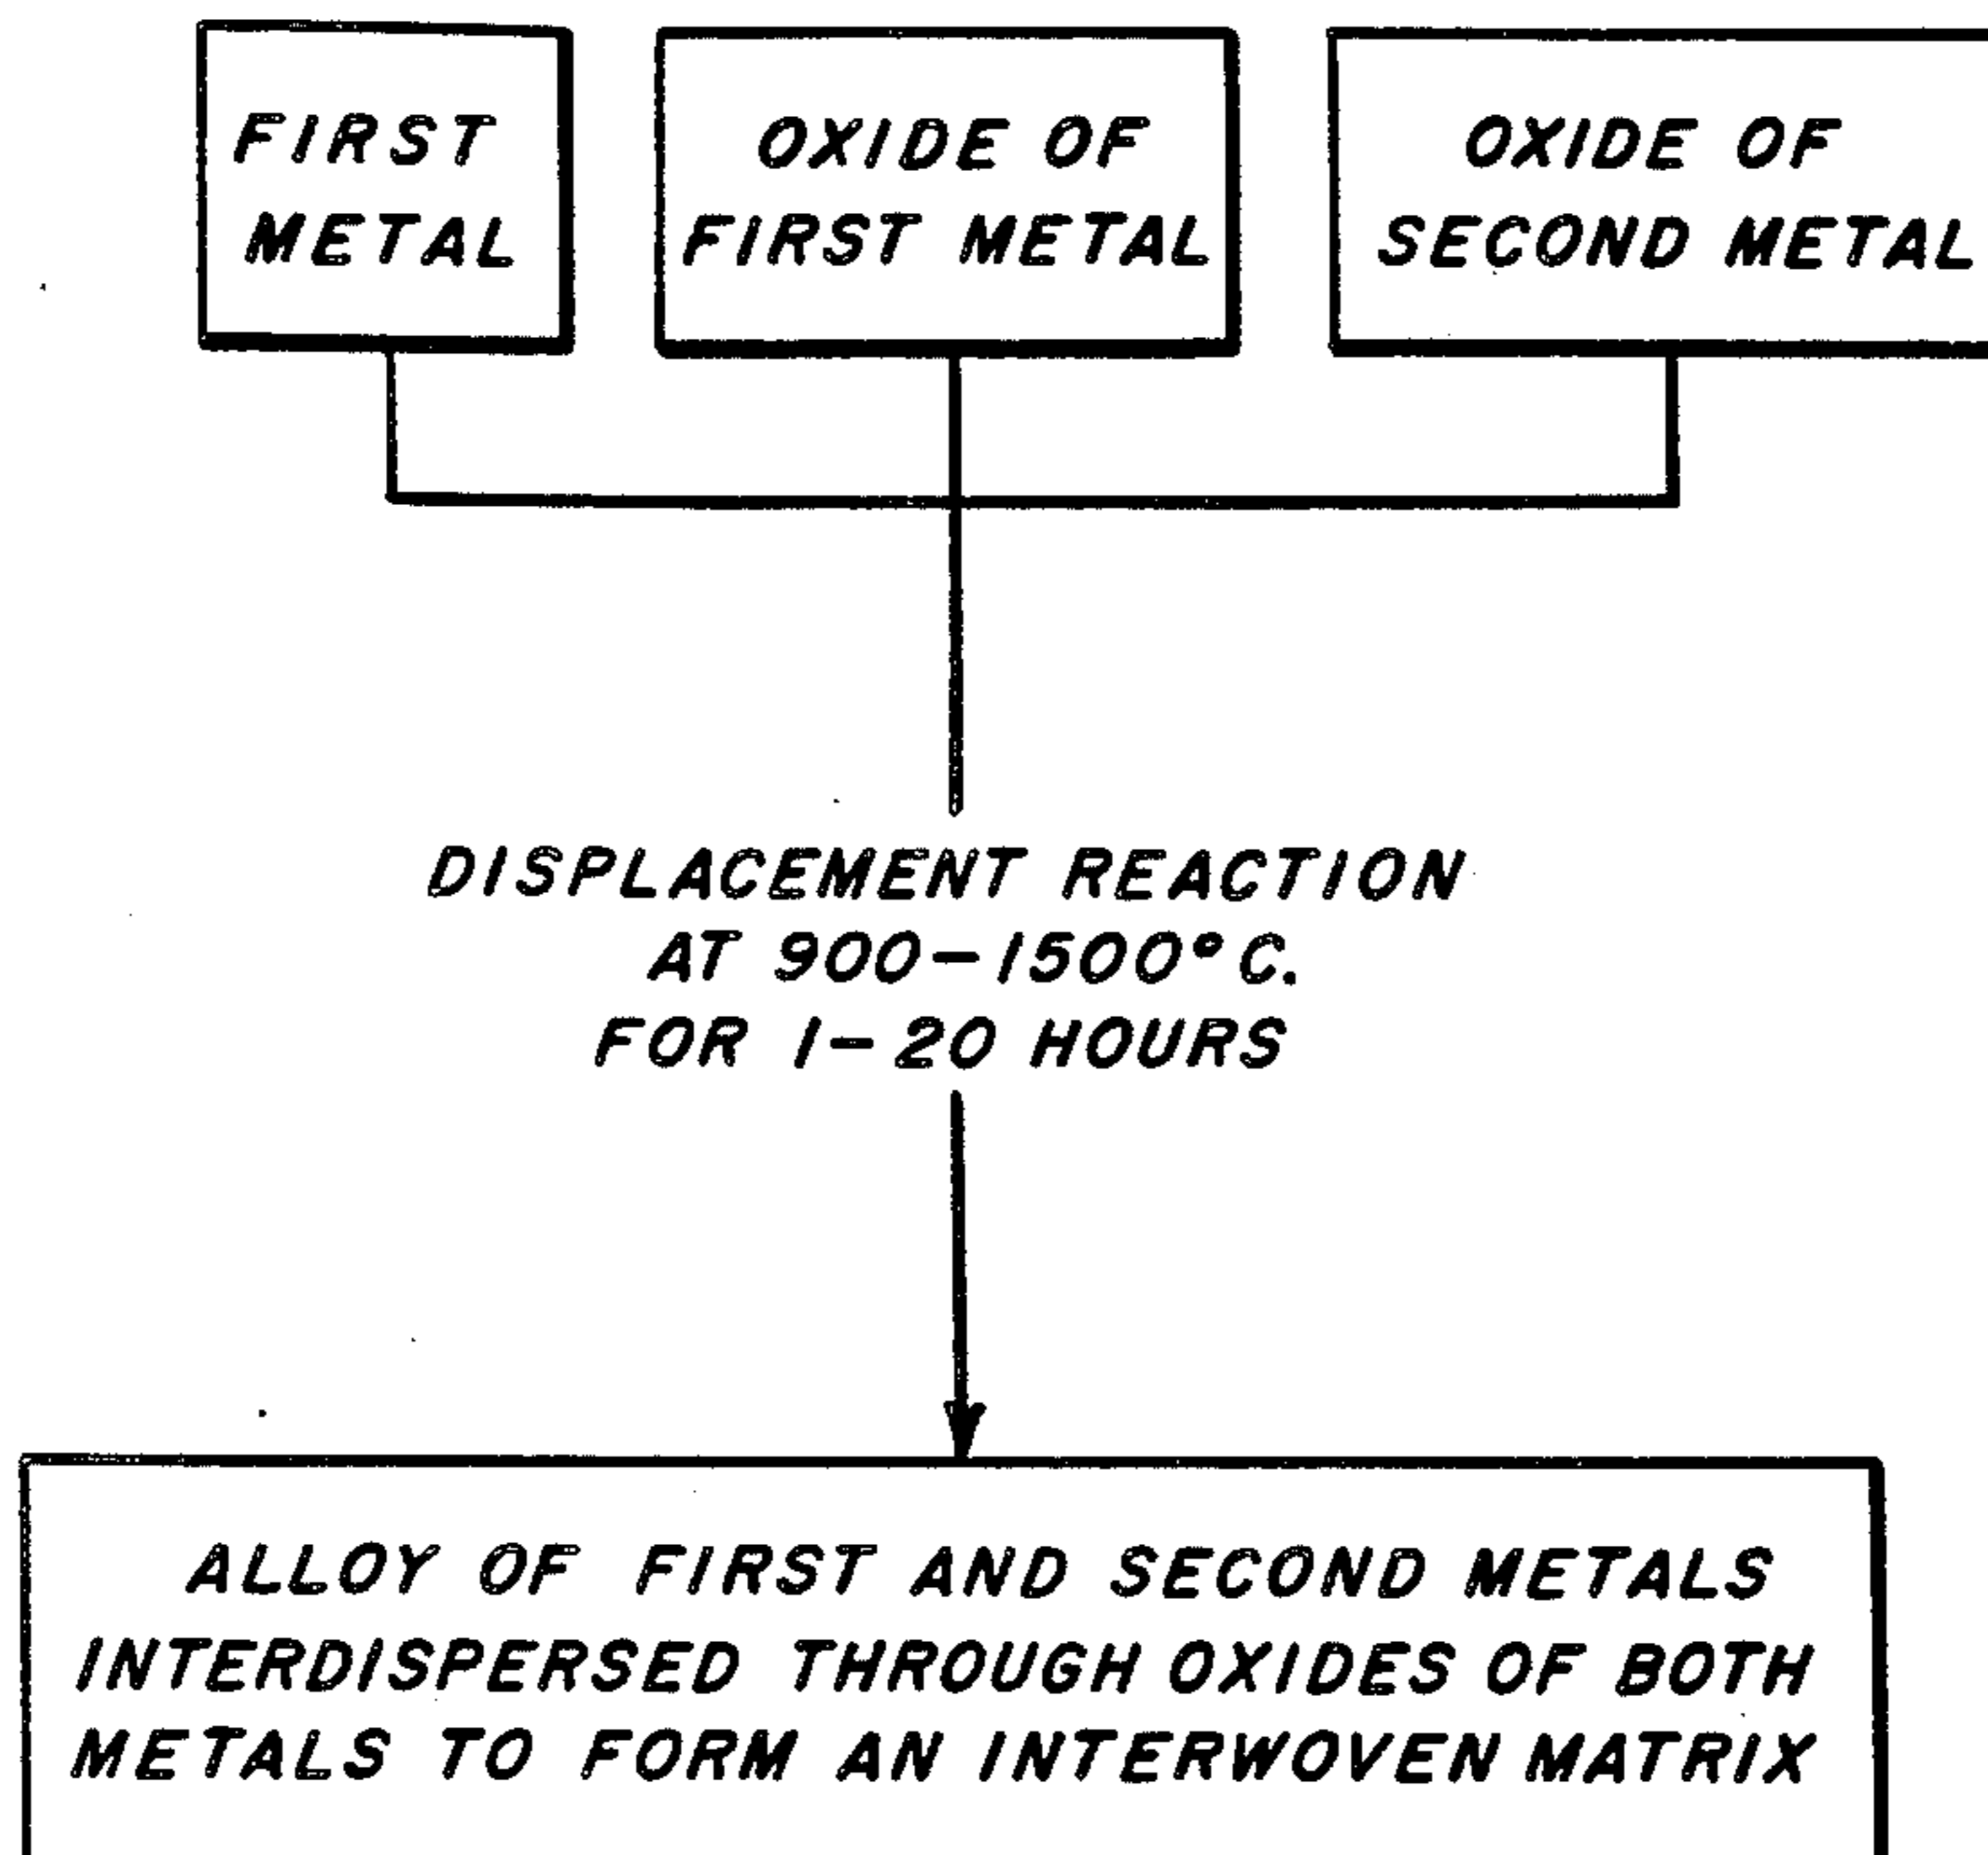 FIRST
METAL
OXIDE OF
FIRST METAL
OXIDE OF
SECOND METAL
DISPLACEMENT REACTION
AT 900-1500°C.
FOR 1-20 HOURS
ALLOY OF FIRST AND SECOND METALS
INTERDISPERSED THROUGH OXIDES OF BOTH
METALS TO FORM AN INTERWOVEN MATRIX